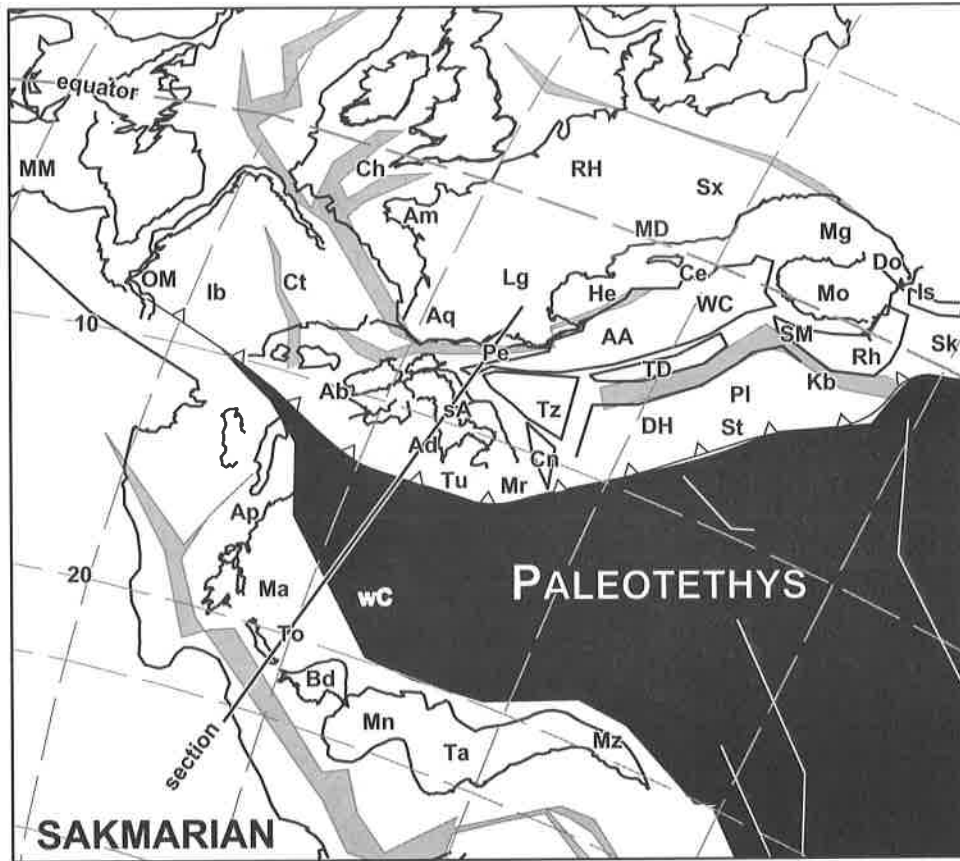 equator
MM
Ch
RH
Sx
Am
MD
Mg
OM
Ib
Ct
Lg
He
Ce
Do
Is
WC
Mo
10
Aq
Pe
AA
SM
Sk
Rh
TD
Kb
Ab
sA
Tz
Pl
DH
St
Ad
Cn
Tu
Mr
Ap
20
Ma
wC
PALEOTETHYS
To
Bd
section
Mn
Ta
Mz
SAKMARIAN